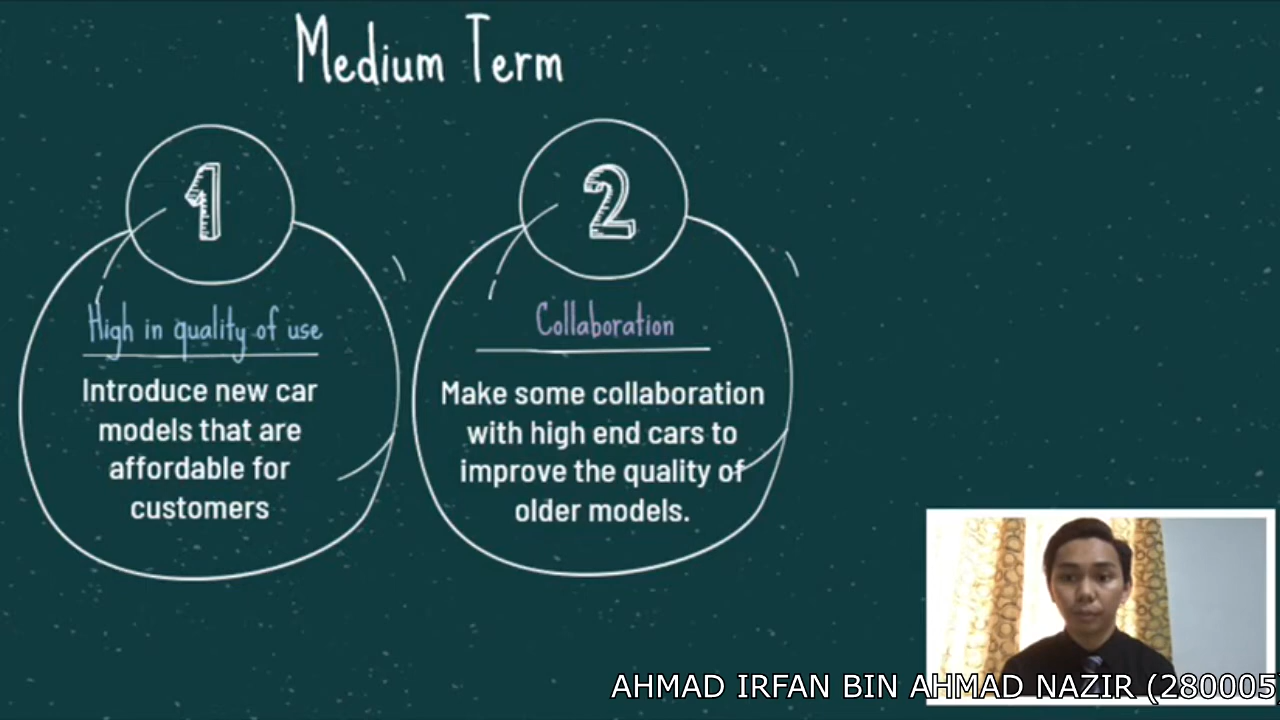 Medium Term
1
High in quality of use
Introduce new car
models that are
affordable for
customers
2
Collaboration
Make some collaboration
with high end cars to
improve the quality of
older models.
AHMAD IRFAN BIN AHMAD NAZIR (280005